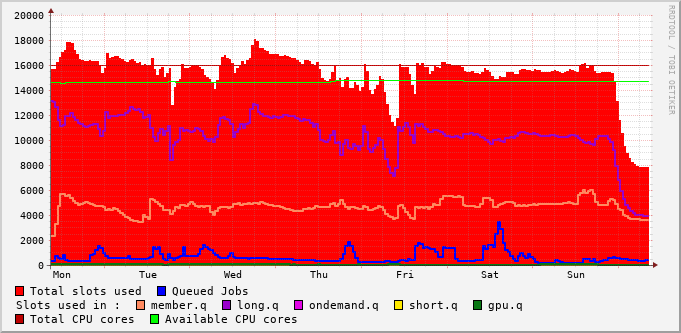 20000
18000
16000
14000
12000
10000
8000
6000
4000
2000
0
Mon Tue Wed Thu Fri Sat Sun
RRDTOOL / TOBI OETIKER
Total slots used Queued Jobs
Slots used in : member.q long.q ondemand.q short.q gpu.q
Total CPU cores Available CPU cores